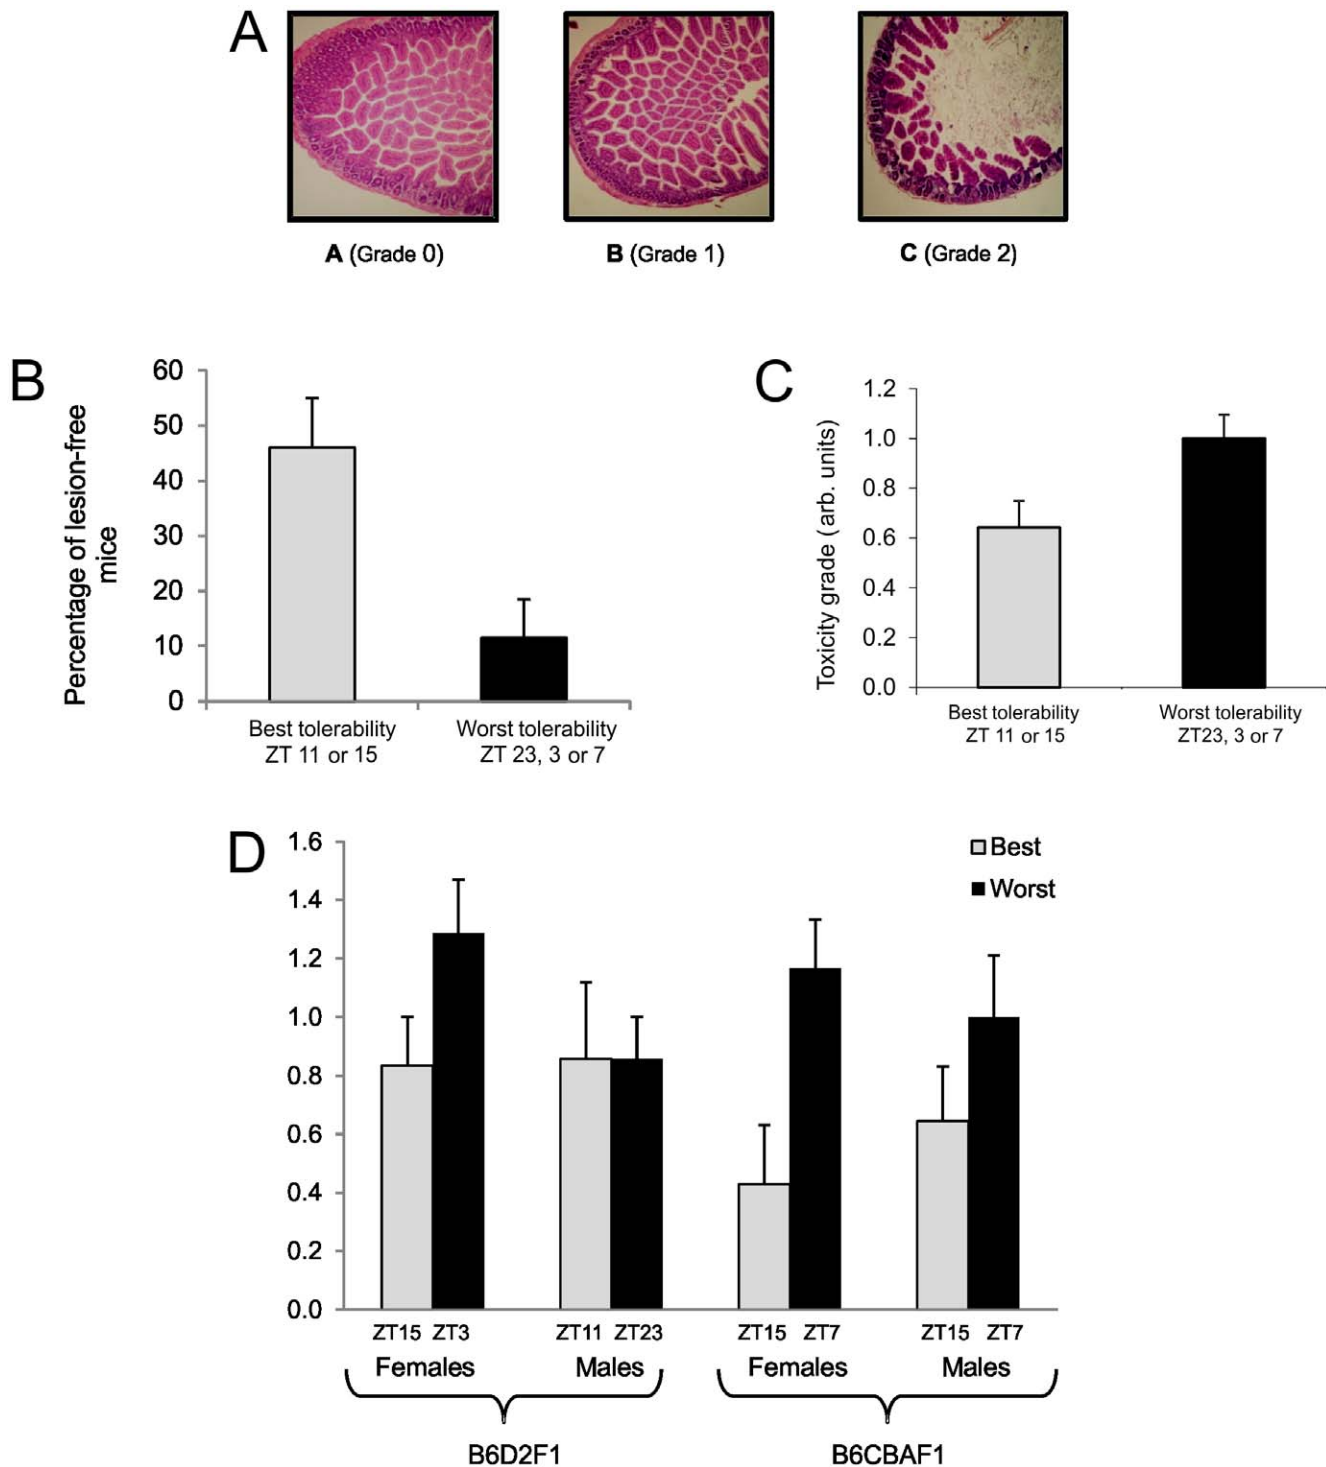 A
A (Grade 0)
B (Grade 1)
C (Grade 2)
B
Percentage of lesion-free
mice
60
50
40
30
20
10
0
Best tolerability
ZT 11 or 15
Worst tolerability
ZT 23, 3 or 7
C
Toxicity grade ( arb. units)
1.2
1.0
0.8
0.6
0.4
0.2
0.0
Best tolerability
ZT 11 or 15
Worst tolerability
ZT23, 3 or 7
D
1.6
1.4
1.2
1.0
0.8
0.6
0.4
0.2
0.0
Best
Worst
ZT15 ZT3
ZT11 ZT23
ZT15 ZT7
ZT15 ZT7
Females
Males
Females
Males
B6D2F1
B6CBAF1